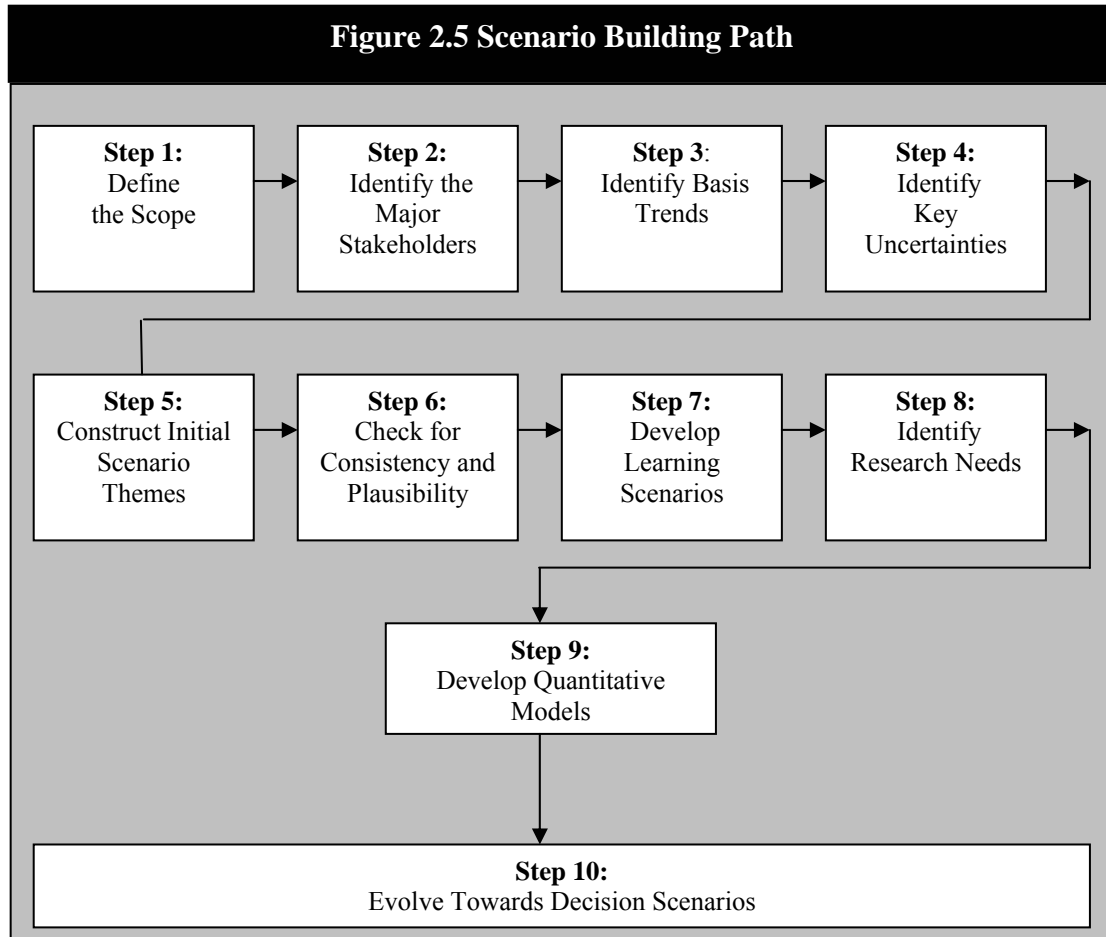 Figure 2.5 Scenario Building Path
Step 1:
Define
the Scope
Step 2:
Identify the
Major
Stakeholders
Step 3:
Identify Basis
Trends
Step 4:
Identify
Key
Uncertainties
Step 5:
Construct Initial
Scenario
Themes
Step 6:
Check for
Consistency and
Plausibility
Step 7:
Develop
Learning
Scenarios
Step 8:
Identify
Research Needs
Step 9:
Develop Quantitative
Models
Step 10:
Evolve Towards Decision Scenarios